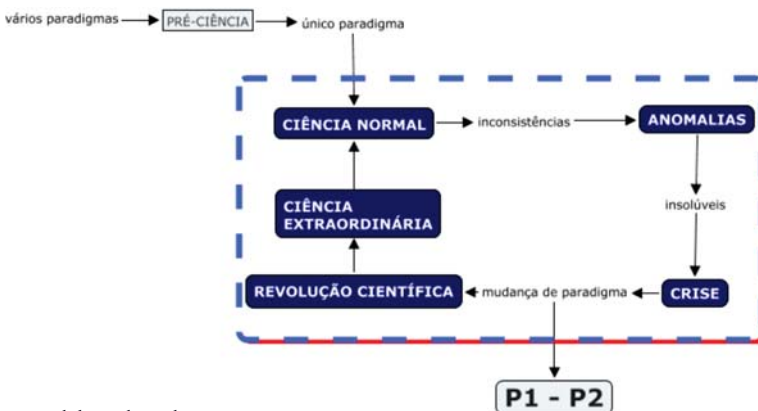 vários paradigmas
PRÉ-CIÊNCIA
único paradigma
CIÊNCIA NORMAL
inconsistências
ANOMALIAS
insolúveis
CIÊNCIA
EXTRAORDINÁRIA
REVOLUÇÃO CIENTÍFICA
mudança de paradigma
CRISE
P1 - P2